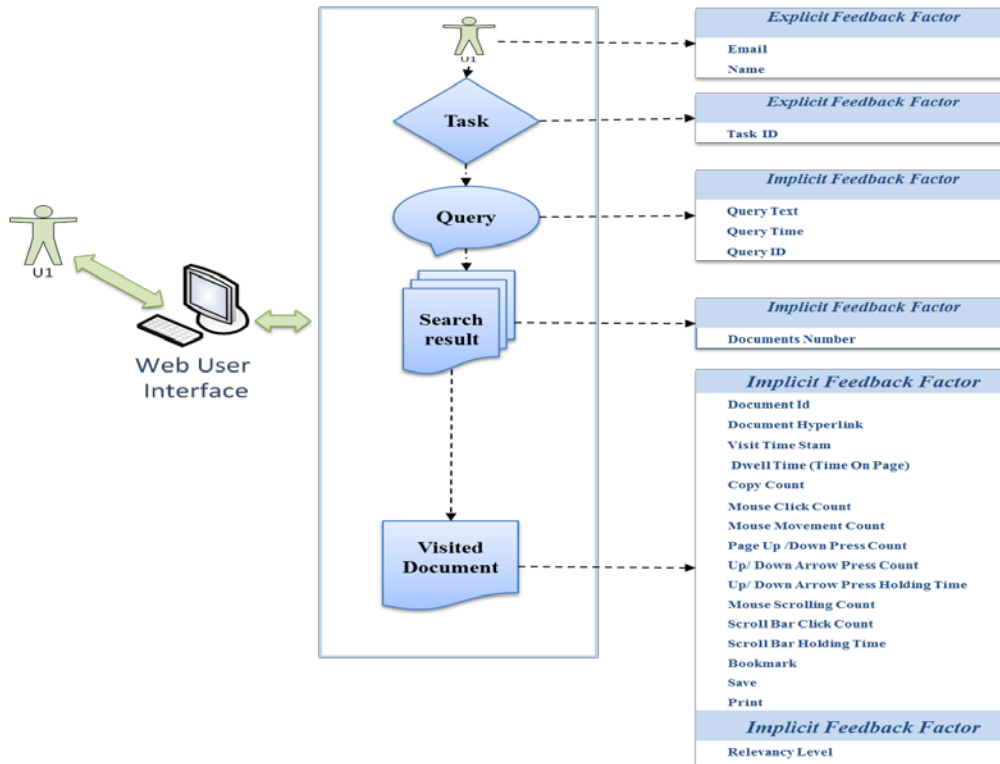 U1
Web User
Interface
U1
Task
Query
Search
result
Visited
Document
Explicit Feedback Factor
Email
Name
Explicit Feedback Factor
Task ID
Implicit Feedback Factor
Query Text
Query Time
Query ID
Implicit Feedback Factor
Documents Number
Implicit Feedback Factor
Document Id
Document Hyperlink
Visit Time Stam
Dwell Time (Time On Page)
Copy Count
Mouse Click Count
Mouse Movement Count
Page Up /Down Press Count
Up/ Down Arrow Press Count
Up/ Down Arrow Press Holding Time
Mouse Scrolling Count
Scroll Bar Click Count
Scroll Bar Holding Time
Bookmark
Save
Print
Implicit Feedback Factor
Relevancy Level